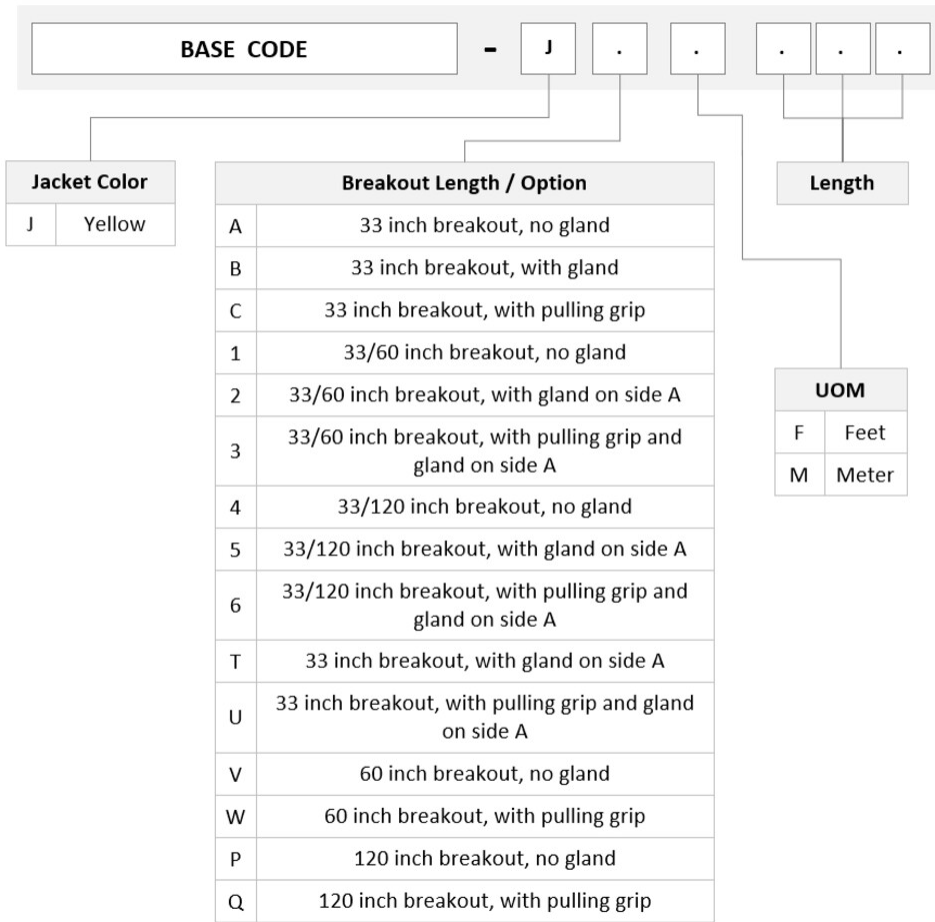 BASE CODE - J . . . . .
Jacket Color
J Yellow
Breakout Length / Option
A 33 inch breakout, no gland
B 33 inch breakout, with gland
C 33 inch breakout, with pulling grip
1 33/60 inch breakout, no gland
2 33/60 inch breakout, with gland on side A
3 33/60 inch breakout, with pulling grip and
gland on side A
4 33/120 inch breakout, no gland
5 33/120 inch breakout, with gland on side A
6 33/120 inch breakout, with pulling grip and
gland on side A
T 33 inch breakout, with gland on side A
U 33 inch breakout, with pulling grip and gland
on side A
V 60 inch breakout, no gland
W 60 inch breakout, with pulling grip
P 120 inch breakout, no gland
Q 120 inch breakout, with pulling grip
Length
UOM
F Feet
M Meter